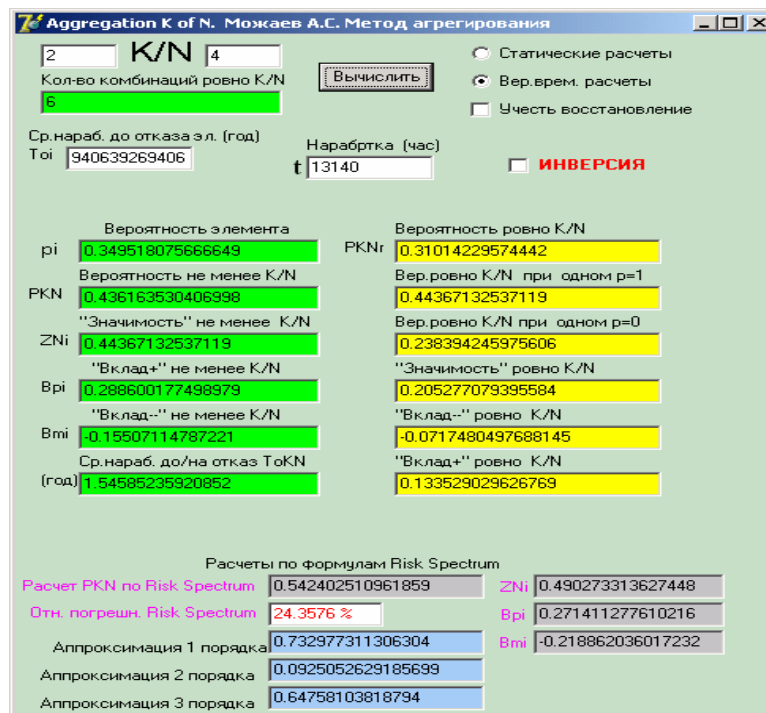 Aggregation K of N. Можаев А.С. Метод агрегирования
2 K/N 4
Кол-во комбинаций ровно K/N
6
Вычислить
Статические расчеты
Вер.врем. расчеты
Учесть восстановление
Ср.нараб. до отказа эл. (год)
Toi 940639269406
Нарабртка (час)
t 13140
ИНВЕРСИЯ
Вероятность элемента
pi 0.349518075666649
Вероятность не менее K/N
PKN 0.436163530406998
"Значимость" не менее K/N
ZNi 0.44367132537119
"Вклад+" не менее K/N
Bpi 0.288600177498979
"Вклад--" не менее K/N
Bmi -0.15507114787221
Ср.нараб. до/на отказ ToKN
(год) 1.54585235920852
Вероятность ровно K/N
PKNr 0.31014229574442
Вер.ровно K/N при одном p=1
0.44367132537119
Вер.ровно K/N при одном p=0
0.238394245975606
"Значимость" ровно K/N
0.205277079395584
"Вклад--" ровно K/N
-0.0717480497688145
"Вклад+" ровно K/N
0.133529029626769
Расчеты по формулам Risk Spectrum
Расчет PKN по Risk Spectrum 0.542402510961859
Отн. погрешн. Risk Spectrum 24.3576 %
Аппроксимация 1 порядка 0.732977311306304
Аппроксимация 2 порядка 0.0925052629185699
Аппроксимация 3 порядка 0.64758103818794
ZNi 0.490273313627448
Bpi 0.271411277610216
Bmi -0.218862036017232